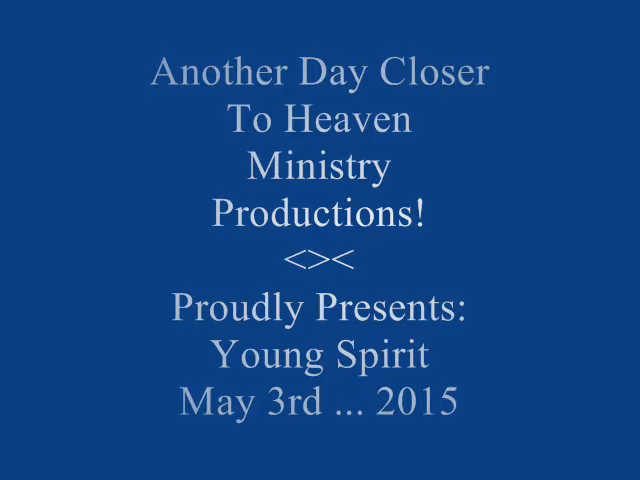 Another Day Closer
To Heaven
Ministry
Productions!
<><
Proudly Presents:
Young Spirit
May 3rd ... 2015